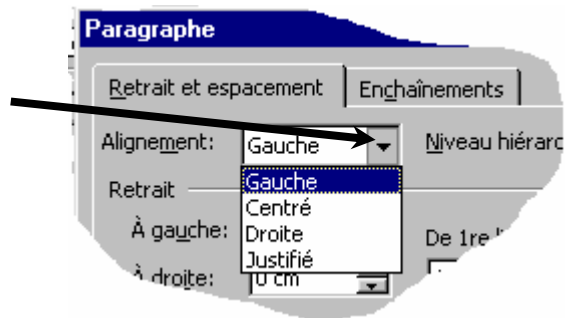 Paragraphe
Retrait et espacement Enchaînements
Alignement: Gauche Niveau
Gauche
Retrait
Centré
À gauche: Droite De 1re
Justifié
À droite: 0 cm